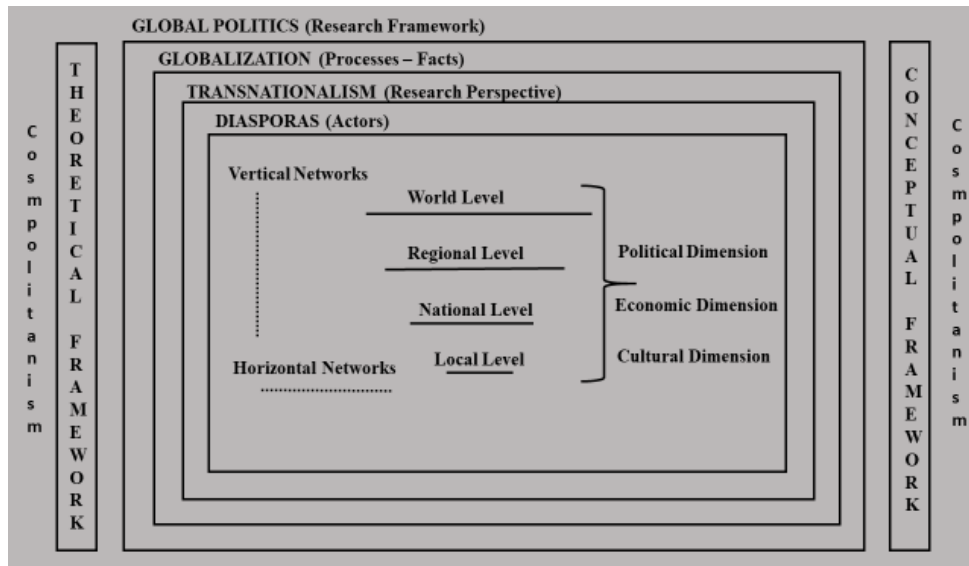 GLOBAL POLITICS (Research Framework)
GLOBALIZATION (Processes – Facts)
TRANSNATIONALISM (Research Perspective)
DIASPORAS (Actors)
Cosmpolitanism
THEORETICAL FRAMEWORK
Vertical Networks
World Level
Regional Level
National Level
Local Level
Horizontal Networks
Political Dimension
Economic Dimension
Cultural Dimension
CONCEPTUAL FRAMEWORK
Cosmpolitanism